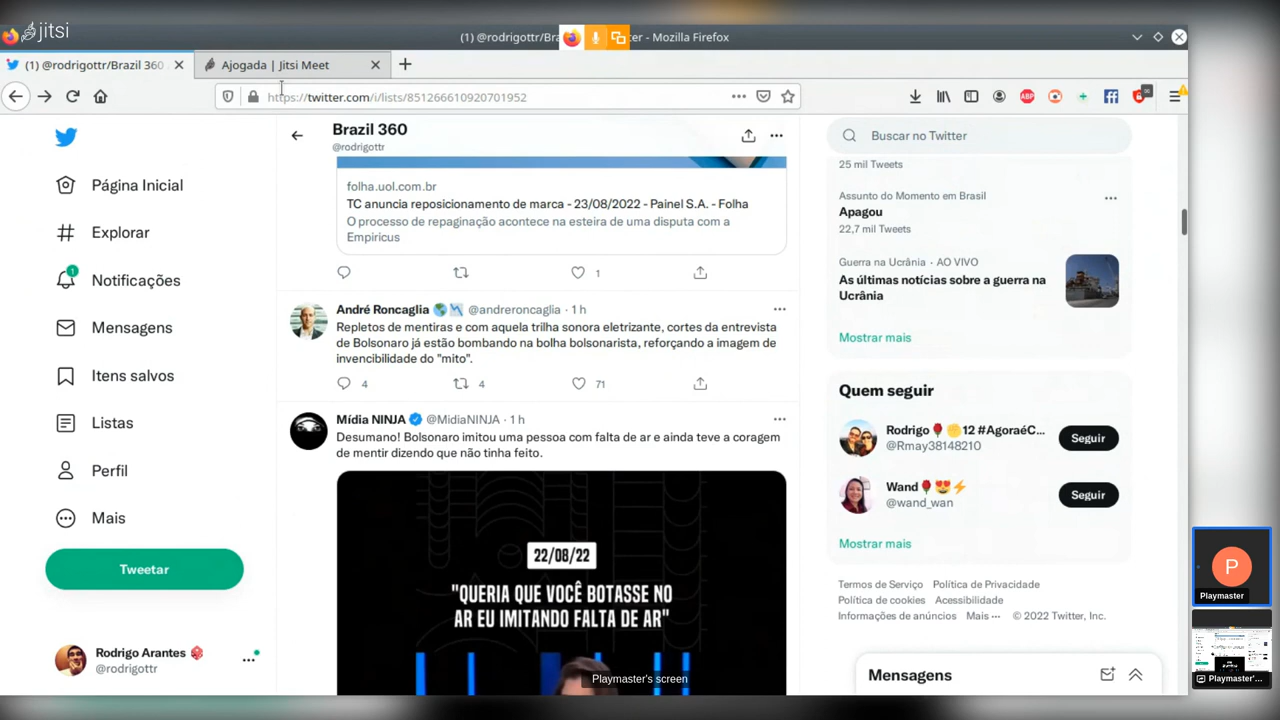 jitsi
(1) @rodrigottr/Bra
ter - Mozilla Firefox
(1) @rodrigottr/Brazil 360
Ajogada | Jitsi Meet
https://twitter.com/i/lists/851266610920701952
ABP
Brazil 360
@rodrigottr
Buscar no Twitter
Página Inicial
Explorar
Notificações
1
Mensagens
Itens salvos
Listas
Perfil
Mais
Tweetar
Rodrigo Arantes
@rodrigottr
folha.uol.com.br
TC anuncia reposicionamento de marca - 23/08/2022 - Painel S.A. - Folha
O processo de repaginação acontece na esteira de uma disputa com a
Empiricus
1
André Roncaglia @andreroncaglia · 1 h
Repletos de mentiras e com aquela trilha sonora eletrizante, cortes da entrevista
de Bolsonaro já estão bombando na bolha bolsonarista, reforçando a imagem de
invencibilidade do "mito".
4 4 71
Mídia NINJA @MidiaNINJA · 1 h
Desumano! Bolsonaro imitou uma pessoa com falta de ar e ainda teve a coragem
de mentir dizendo que não tinha feito.
22/08/22
"QUERIA QUE VOCÊ BOTASSE NO
AR EU IMITANDO FALTA DE AR"
25 mil Tweets
Assunto do Momento em Brasil
Apagou
22,7 mil Tweets
Guerra na Ucrânia · AO VIVO
As últimas notícias sobre a guerra na
Ucrânia
Mostrar mais
Quem seguir
Rodrigo 12 #AgoraéC...
@Rmay38148210
Seguir
Wand
@wand_wan
Seguir
Mostrar mais
Termos de Serviço Política de Privacidade
Política de cookies Acessibilidade
Informações de anúncios Mais ··· © 2022 Twitter, Inc.
Mensagens
Playmaster's screen
P
Playmaster
Playmaster'...